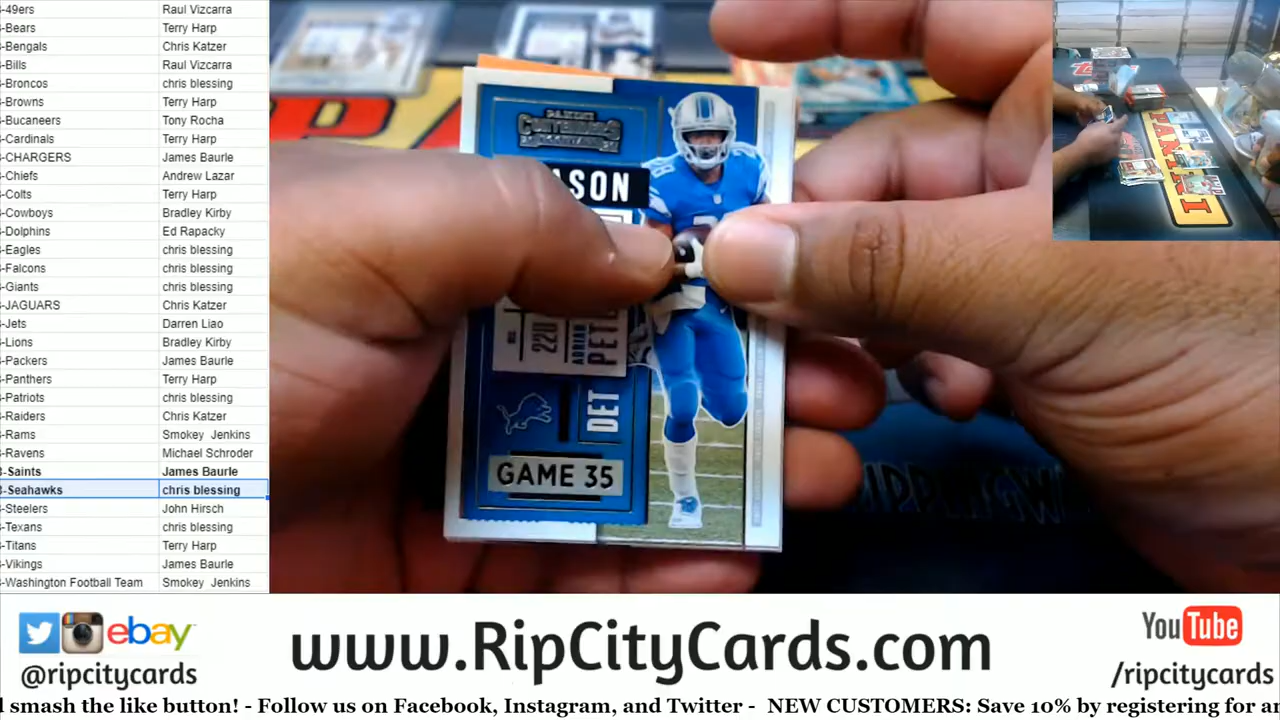 -49ers Raul Vizcarra
-Bears Terry Harp
-Bengals Chris Katzer
-Bills Raul Vizcarra
-Broncos chris blessing
-Browns Terry Harp
-Bucaneers Tony Rocha
-Cardinals Terry Harp
-CHARGERS James Baurle
-Chiefs Andrew Lazar
-Colts Terry Harp
-Cowboys Bradley Kirby
-Dolphins Ed Rapacky
-Eagles chris blessing
-Falcons chris blessing
-Giants chris blessing
-JAGUARS Chris Katzer
-Jets Darren Liao
-Lions Bradley Kirby
-Packers James Baurle
-Panthers Terry Harp
-Patriots chris blessing
-Raiders Chris Katzer
-Rams Smokey Jenkins
-Ravens Michael Schroder
-Saints James Baurle
-Seahawks chris blessing
-Steelers John Hirsch
-Texans chris blessing
-Titans Terry Harp
-Vikings James Baurle
-Washington Football Team Smokey Jenkins
PANINI
CONTENDERS
ASON
220
ADRIAN
PETE
DET
GAME 35
PANINI
ebay
@ripcitycards
www.RipCityCards.com
YouTube
/ripcitycards
smash the like button! - Follow us on Facebook, Instagram, and Twitter - NEW CUSTOMERS: Save 10% by registering for